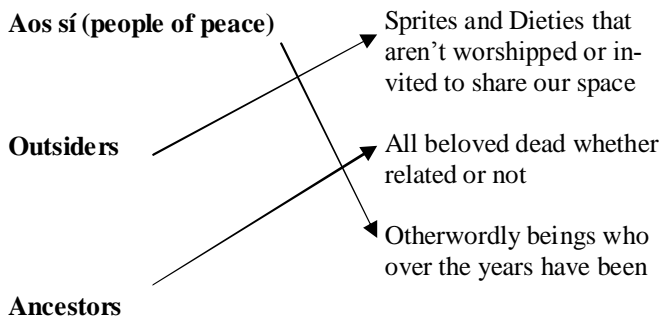 Aos sí (people of peace)
Outsiders
Ancestors
Sprites and Dieties that
aren’t worshipped or in-
vited to share our space
All beloved dead whether
related or not
Otherwordly beings who
over the years have been